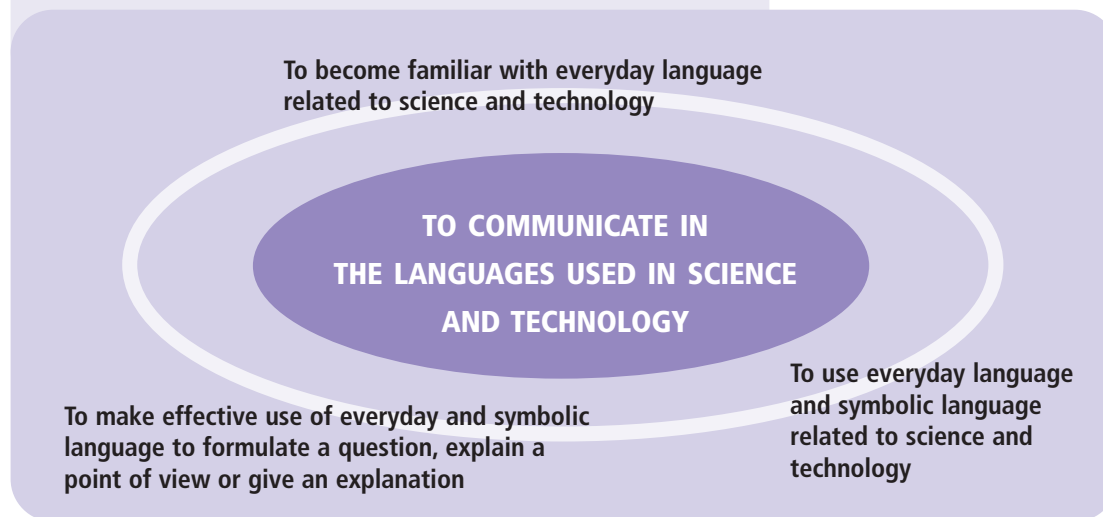 To become familiar with everyday language
related to science and technology
TO COMMUNICATE IN
THE LANGUAGES USED IN SCIENCE
AND TECHNOLOGY
To use everyday language
and symbolic language
related to science and
technology
To make effective use of everyday and symbolic
language to formulate a question, explain a
point of view or give an explanation